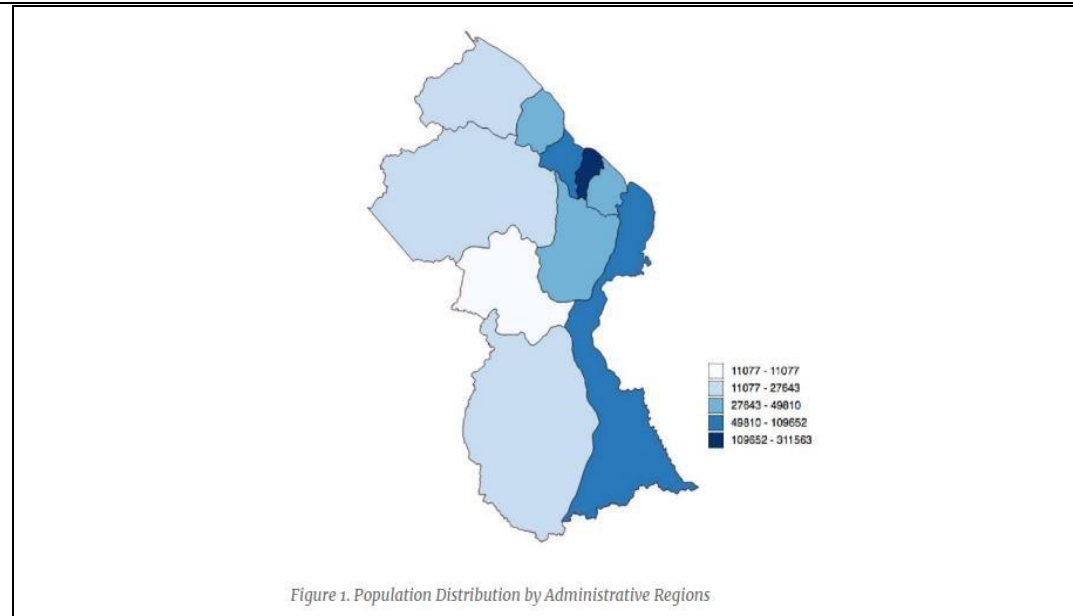 11077 - 11077
11077 - 27643
27643 - 49810
49810 - 109652
109652 - 311563
Figure 1. Population Distribution by Administrative Regions